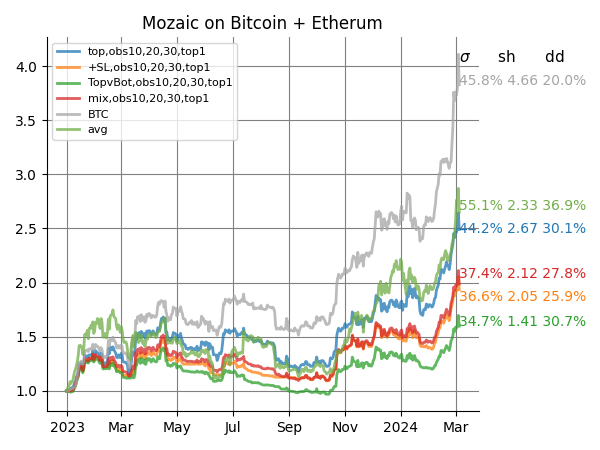 Mozaic on Bitcoin + Etherum
σ sh dd
top,obs10,20,30,top1
+SL,obs10,20,30,top1
TopvBot,obs10,20,30,top1
mix,obs10,20,30,top1
BTC
avg
45.8% 4.66 20.0%
55.1% 2.33 36.9%
44.2% 2.67 30.1%
37.4% 2.12 27.8%
36.6% 2.05 25.9%
34.7% 1.41 30.7%
4.0
3.5
3.0
2.5
2.0
1.5
1.0
2023 Mar May Jul Sep Nov 2024 Mar